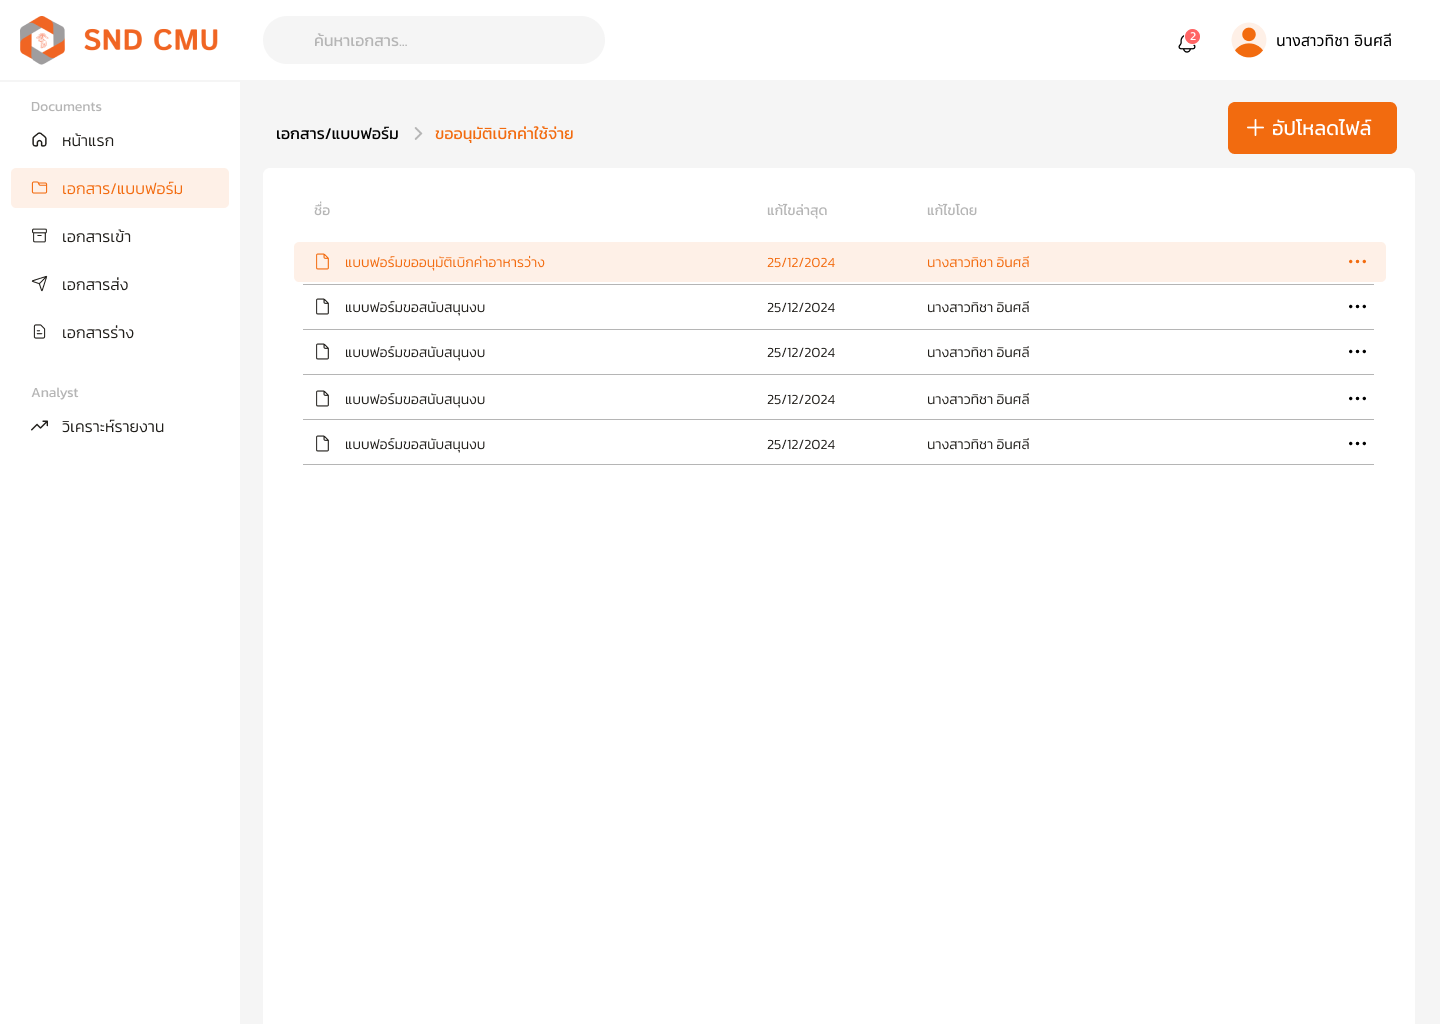 SND CMU
ค้นหาเอกสาร...
2
นางสาวทิชา อินศลี
Documents
หน้าแรก
เอกสาร/แบบฟอร์ม
เอกสารเข้า
เอกสารส่ง
เอกสารร่าง
Analyst
วิเคราะห์รายงาน
เอกสาร/แบบฟอร์ม > ขออนุมัติเบิกค่าใช้จ่าย
อัปโหลดไฟล์
ชื่อ แก้ไขล่าสุด แก้ไขโดย
แบบฟอร์มขออนุมัติเบิกค่าอาหารว่าง 25/12/2024 นางสาวทิชา อินศลี
แบบฟอร์มขอสนับสนุนงบ 25/12/2024 นางสาวทิชา อินศลี
แบบฟอร์มขอสนับสนุนงบ 25/12/2024 นางสาวทิชา อินศลี
แบบฟอร์มขอสนับสนุนงบ 25/12/2024 นางสาวทิชา อินศลี
แบบฟอร์มขอสนับสนุนงบ 25/12/2024 นางสาวทิชา อินศลี